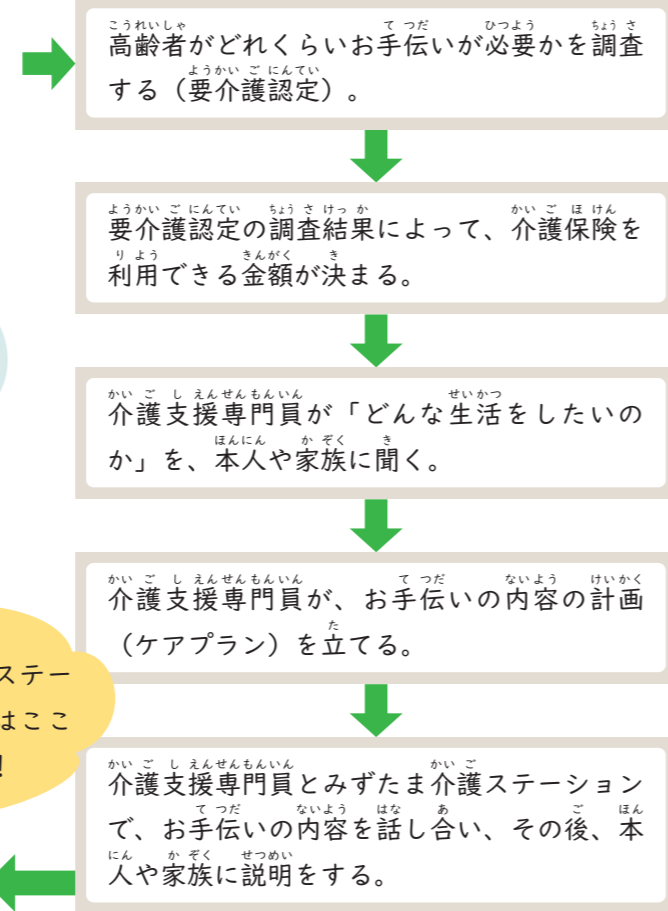 高齢者がどれくらいお手伝いが必要かを調査
する（要介護認定）。
要介護認定の調査結果によって、介護保険を
利用できる金額が決まる。
介護支援専門員が「どんな生活をしたいの
か」を、本人や家族に聞く。
介護支援専門員が、お手伝いの内容の計画
（ケアプラン）を立てる。
ステー
はここ
!
介護支援専門員とみずたま介護ステーション
で、お手伝いの内容を話し合い、その後、本
人や家族に説明をする。